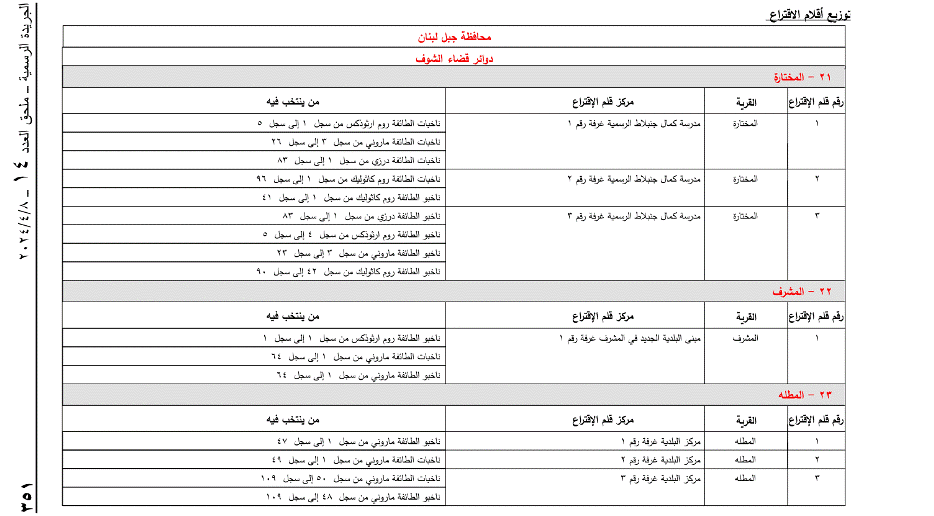 توزيع أقلام الاقتراع
محافظة جبل لبنان
دوائر قضاء الشوف
٢١ - المختارة
رقم قلم الإقتراع القرية مركز قلم الإقتراع من ينتخب فيه
١ المختارة مدرسة كمال جنبلاط الرسمية غرفة رقم ١ ناخبات الطائفة روم ارثوذكس من سجل ١ إلى سجل ٥
ناخبات الطائفة ماروني من سجل ٣ إلى سجل ٢٦
ناخبات الطائفة درزي من سجل ١ إلى سجل ٨٣
٢ المختارة مدرسة كمال جنبلاط الرسمية غرفة رقم ٢ ناخبات الطائفة روم كاثوليك من سجل ١ إلى سجل ٩٦
ناخبو الطائفة روم كاثوليك من سجل ١ إلى سجل ٤١
٣ المختارة مدرسة كمال جنبلاط الرسمية غرفة رقم ٣ ناخبو الطائفة درزي من سجل ١ إلى سجل ٨٣
ناخبو الطائفة روم ارثوذكس من سجل ٤ إلى سجل ٥
ناخبو الطائفة ماروني من سجل ٣ إلى سجل ٢٣
ناخبو الطائفة روم كاثوليك من سجل ٤٢ إلى سجل ٩٠
٢٢ - المشرف
رقم قلم الإقتراع القرية مركز قلم الإقتراع من ينتخب فيه
١ المشرف مبنى البلدية الجديد في المشرف غرفة رقم ١ ناخبو الطائفة روم ارثوذكس من سجل ١ إلى سجل ١
ناخبات الطائفة ماروني من سجل ١ إلى سجل ٦٤
ناخبو الطائفة ماروني من سجل ١ إلى سجل ٦٤
٢٣ - المطله
رقم قلم الإقتراع القرية مركز قلم الإقتراع من ينتخب فيه
١ المطله مركز البلدية غرفة رقم ١ ناخبو الطائفة ماروني من سجل ١ إلى سجل ٤٧
٢ المطله مركز البلدية غرفة رقم ٢ ناخبات الطائفة ماروني من سجل ١ إلى سجل ٤٩
٣ المطله مركز البلدية غرفة رقم ٣ ناخبات الطائفة ماروني من سجل ٥٠ إلى سجل ١٠٩
ناخبو الطائفة ماروني من سجل ٤٨ إلى سجل ١٠٩
الجريدة الرسمية – ملحق العدد ١٤ – ٢٠٢٤/٤/٨
٣٥١